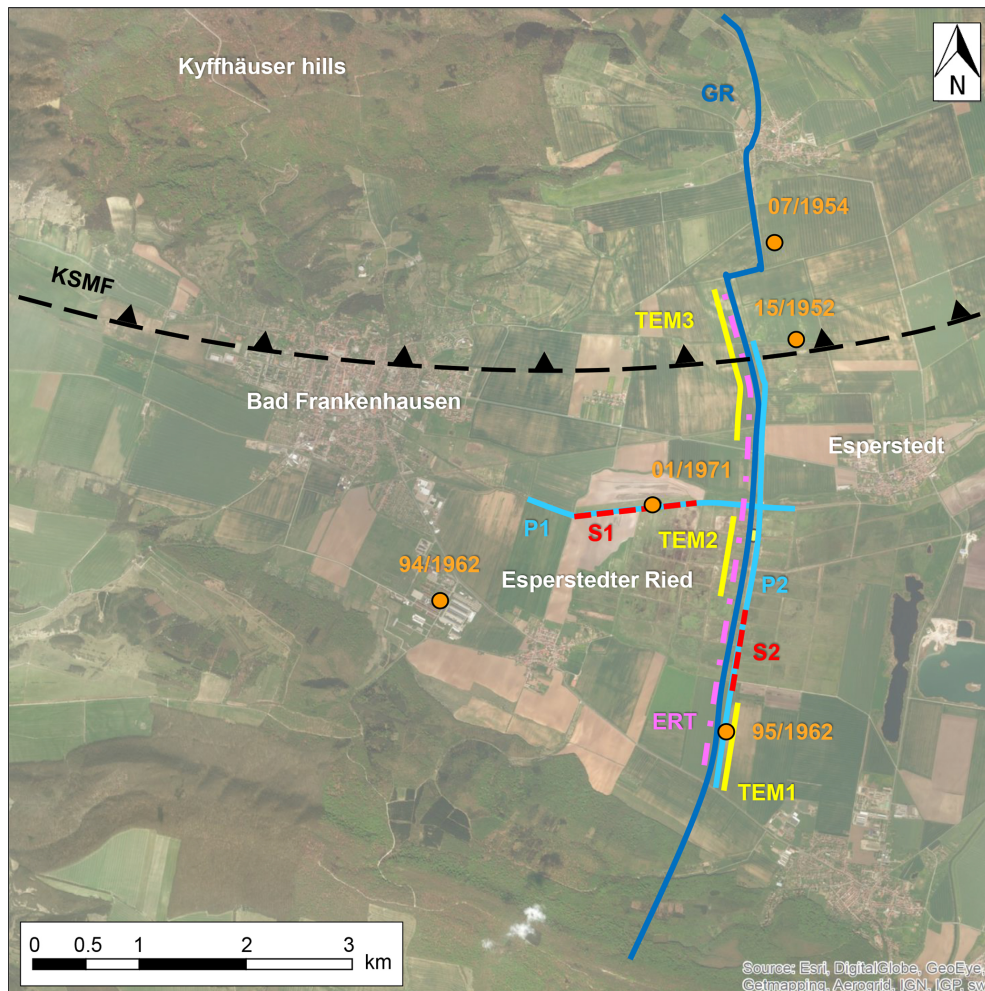 Kyffhäuser hills
N
GR
07/1954
KSMF
15/1952
TEM3
Bad Frankenhausen
Esperstedt
01/1971
P1
S1
TEM2
94/1962
Esperstedter Ried
P2
S2
ERT
95/1962
TEM1
0 0.5 1 2 3
km
Source: Esri, DigitalGlobe, GeoEye,
Getmapping, Aerogrid, IGN, IGP, sw